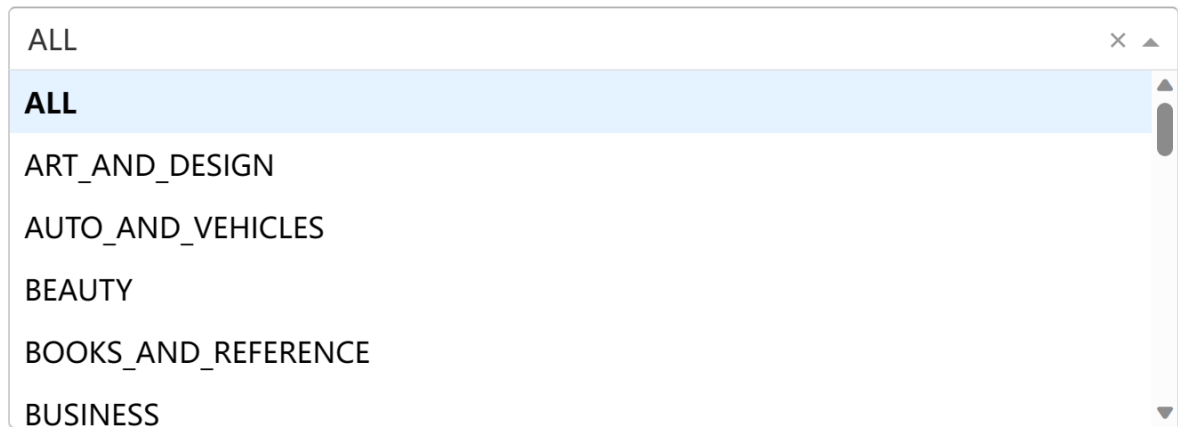 ALL
ALL
ART_AND_DESIGN
AUTO_AND_VEHICLES
BEAUTY
BOOKS_AND_REFERENCE
BUSINESS